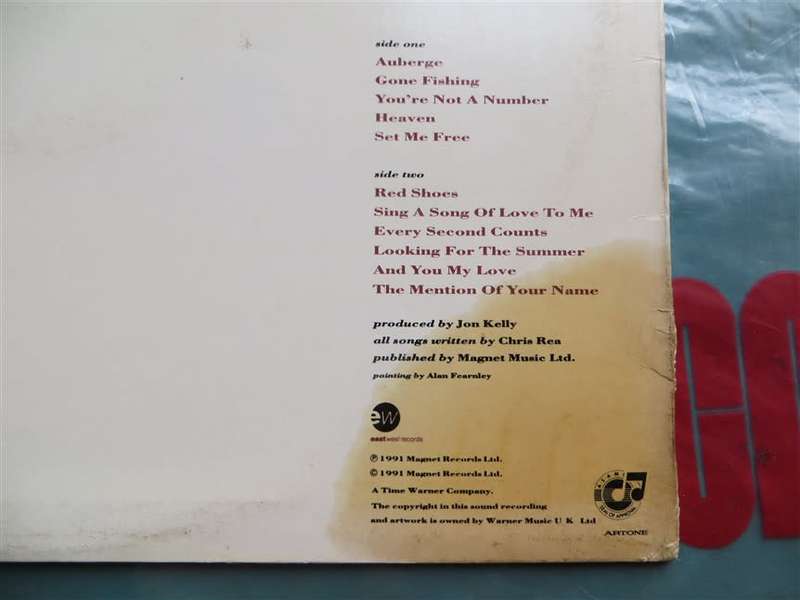 side one
Auberge
Gone Fishing
You're Not A Number
Heaven
Set Me Free
side two
Red Shoes
Sing A Song Of Love To Me
Every Second Counts
Looking For The Summer
And You My Love
The Mention Of Your Name
produced by Jon Kelly
all songs written by Chris Rea
published by Magnet Music Ltd.
painting by Alan Fearnley
ew
eastwest records
℗ 1991 Magnet Records Ltd.
© 1991 Magnet Records Ltd.
A Time Warner Company.
The copyright in this sound recording
and artwork is owned by Warner Music U K Ltd
SEAL OF APPROVAL
ARTONE